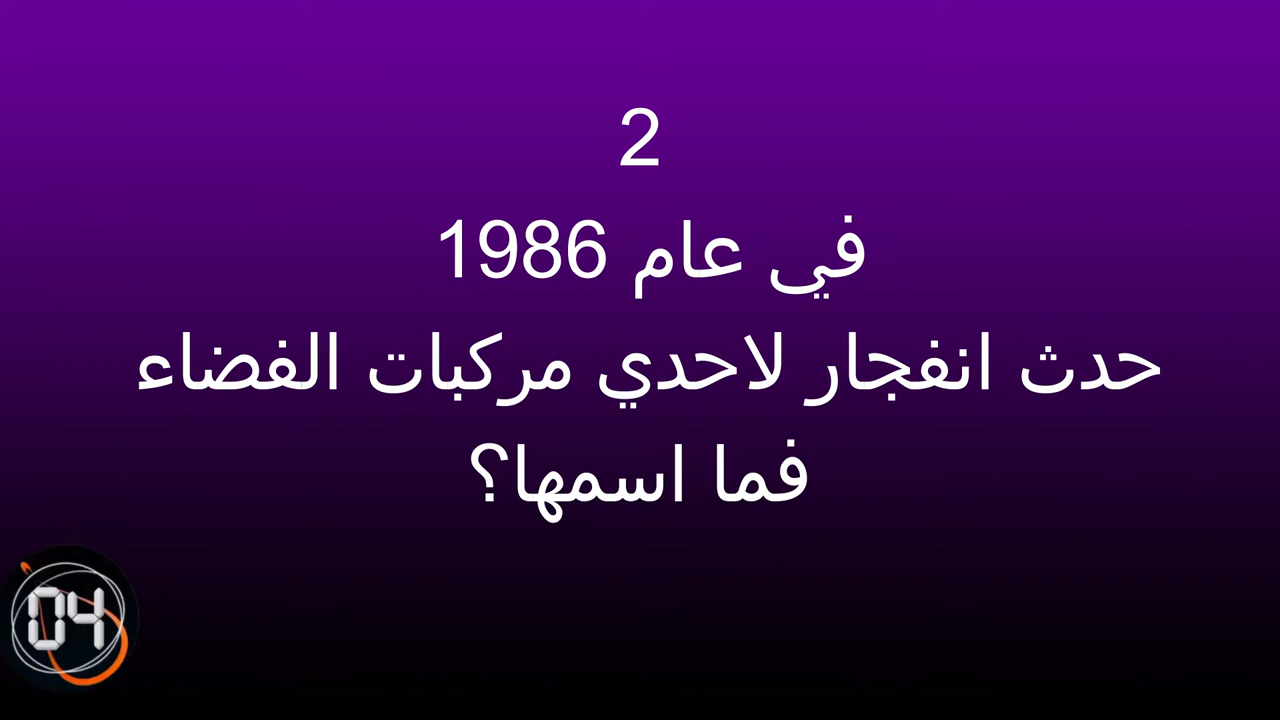 2
في عام 1986
حدث انفجار لاحدي مركبات الفضاء
فما اسمها؟
04